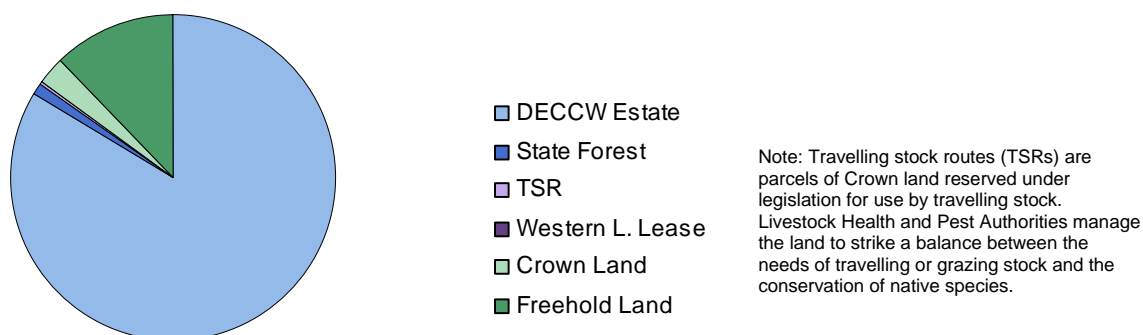 DECCW Estate
State Forest
TSR
Western L. Lease
Crown Land
Freehold Land
Note: Travelling stock routes (TSRs) are
parcels of Crown land reserved under
legislation for use by travelling stock.
Livestock Health and Pest Authorities manage
the land to strike a balance between the
needs of travelling or grazing stock and the
conservation of native species.